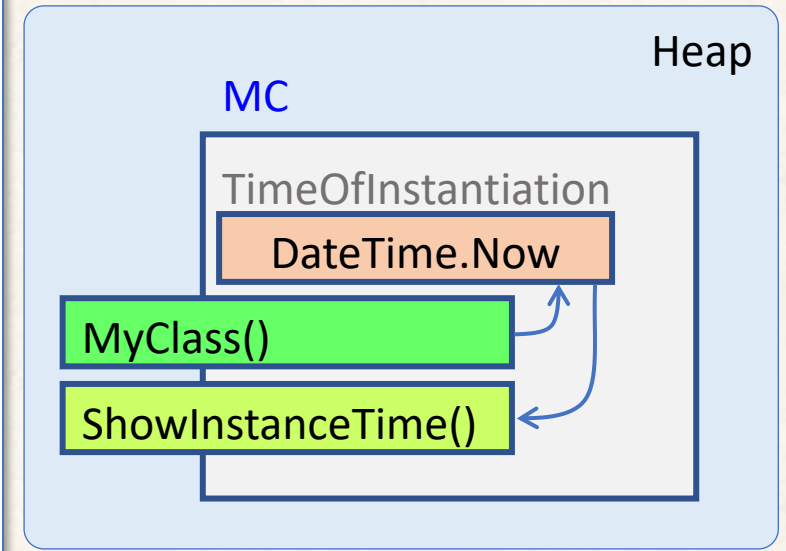 Heap
MC
TimeOfInstantiation
DateTime.Now
MyClass()
ShowInstanceTime()